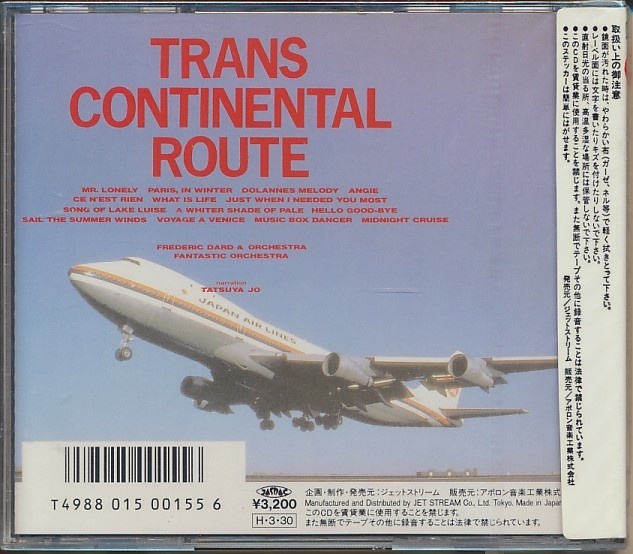 TRANS
CONTINENTAL
ROUTE
MR. LONELY PARIS, IN WINTER DOLANNES MELODY ANGIE
CE N'EST RIEN WHAT IS LIFE JUST WHEN I NEEDED YOU MOST
SONG OF LAKE LUISE A WHITER SHADE OF PALE HELLO GOOD-BYE
SAIL THE SUMMER WINDS VOYAGE A VENICE MUSIC BOX DANCER MIDNIGHT CRUISE
FREDERIC DARD & ORCHESTRA
FANTASTIC ORCHESTRA
narration
TATSUYA JO
JAPAN AIR LINES
T4988 015 00155 6
¥3,200
H・3・30
企画・制作・発売元:ジェットストリーム 販売元:アポロン音楽工業株式
Manufactured and Distributed by JET STREAM Co., Ltd. Tokyo. Made in Japan
このCDを賃貸業に使用することを禁じます。
また無断でテープその他に録音することは法律で禁じられています。
取扱い上の御注意
●鏡面が汚れた時は、やわらかい布(ガーゼ、ネル等)で軽く拭きとって下さい。
●レーベル面には文字を書いたりキズを付けたりしないで下さい。
●直射日光の当る所、高温多湿な場所には保管しないで下さい。
●このCDを賃貸業に使用することを禁じます。また無断でテープその他に録音することは法律で禁じられています。
●このステッカーは簡単にはがせます。
発売元/ジェットストリーム 販売元/アポロン音楽工業株式会社